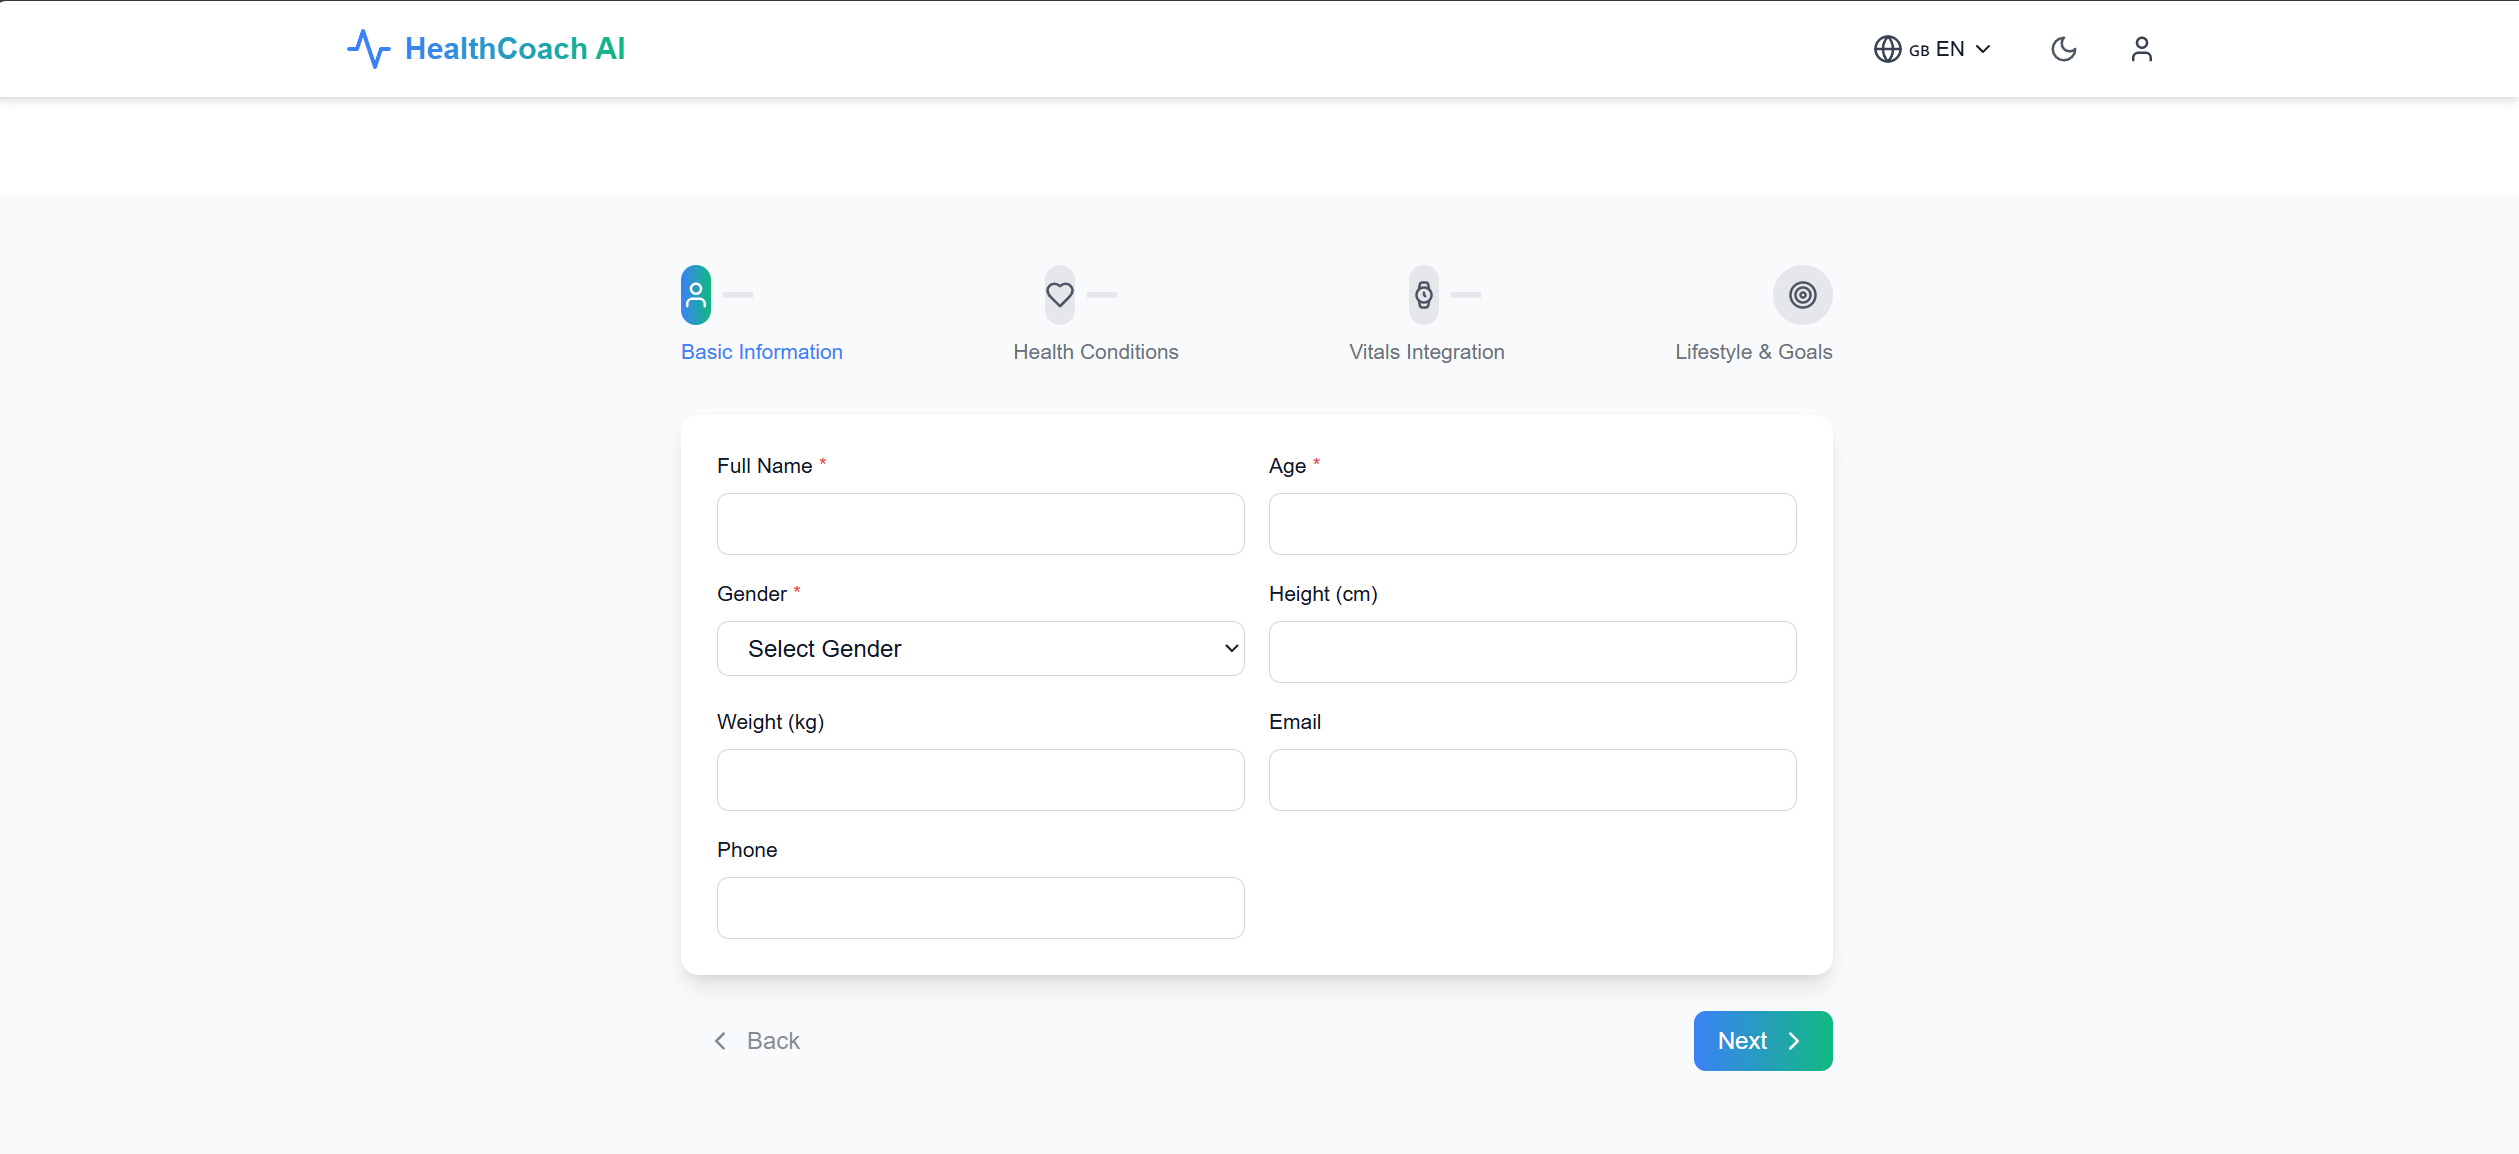 HealthCoach AI
GB EN
Basic Information
Health Conditions
Vitals Integration
Lifestyle & Goals
Full Name *
Age *
Gender *
Select Gender
Height (cm)
Weight (kg)
Email
Phone
Back
Next